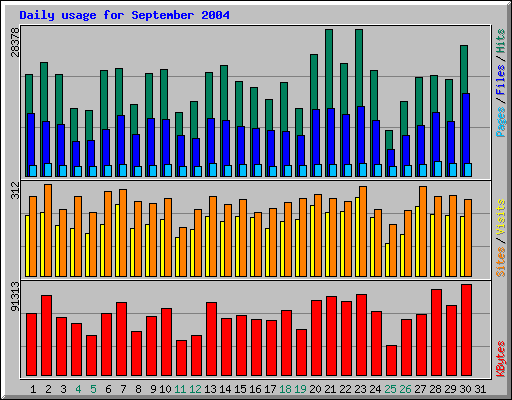 Daily usage for September 2004
28378
Pages / Files / Hits
312
Sites / Visits
91313
KBytes
1 2 3 4 5 6 7 8 9 10 11 12 13 14 15 16 17 18 19 20 21 22 23 24 25 26 27 28 29 30 31